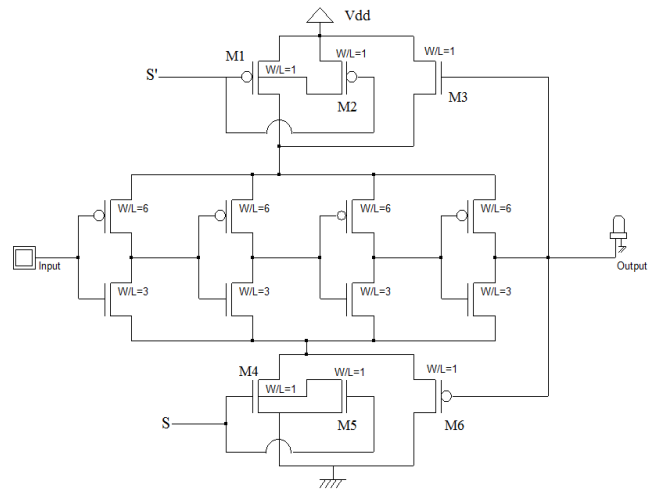 Vdd
M1
W/L=1
W/L=1
S'
W/L=1
M2
M3
W/L=6
W/L=6
W/L=6
W/L=6
Input
Output
W/L=3
W/L=3
W/L=3
W/L=3
M4
W/L=1
W/L=1
W/L=1
S
M5
M6